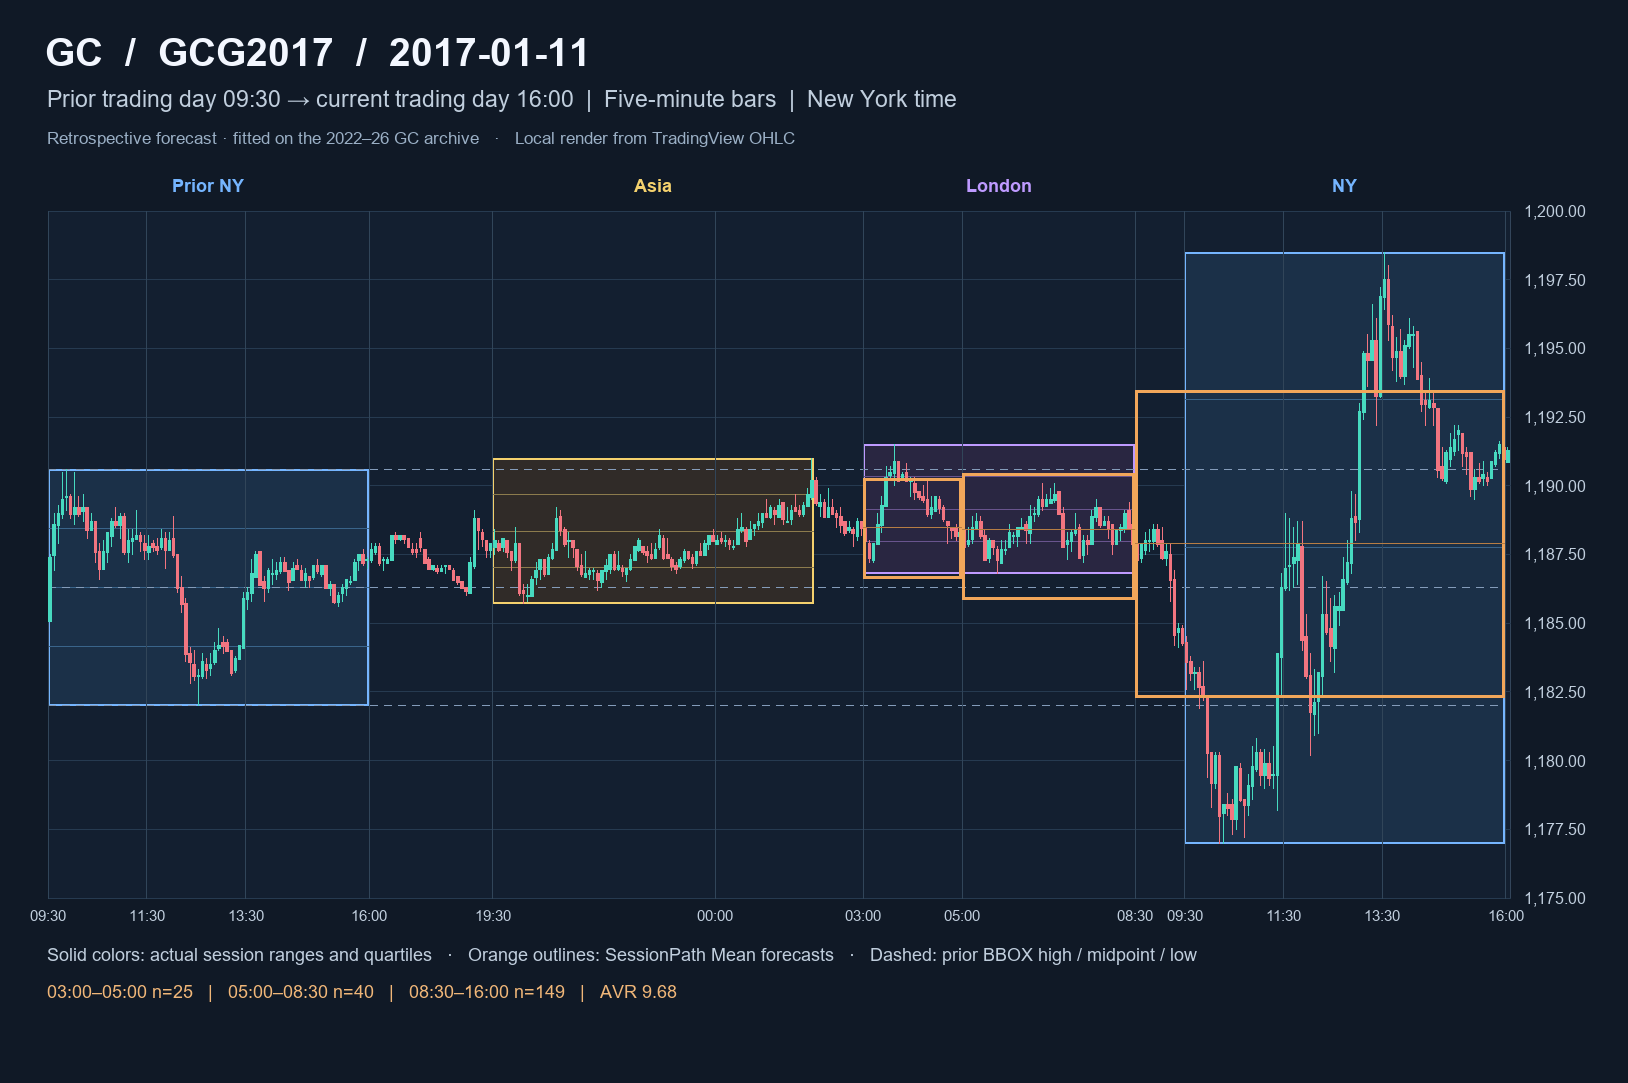 GC / GCG2017 / 2017-01-11
Prior trading day 09:30 → current trading day 16:00 | Five-minute bars | New York time
Retrospective forecast · fitted on the 2022–26 GC archive · Local render from TradingView OHLC
Prior NY Asia London NY
1,200.00
1,197.50
1,195.00
1,192.50
1,190.00
1,187.50
1,185.00
1,182.50
1,180.00
1,177.50
1,175.00
09:30 11:30 13:30 16:00 19:30 00:00 03:00 05:00 08:30 09:30 11:30 13:30 16:00
Solid colors: actual session ranges and quartiles · Orange outlines: SessionPath Mean forecasts · Dashed: prior BBOX high / midpoint / low
03:00–05:00 n=25 | 05:00–08:30 n=40 | 08:30–16:00 n=149 | AVR 9.68